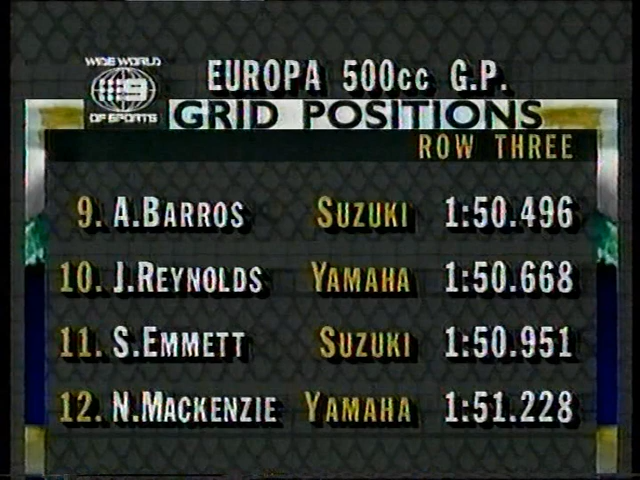 WIDE WORLD
9
OF SPORTS
EUROPA 500cc G.P.
GRID POSITIONS
ROW THREE
9. A.BARROS SUZUKI 1:50.496
10. J.REYNOLDS YAMAHA 1:50.668
11. S.EMMETT SUZUKI 1:50.951
12. N.MACKENZIE YAMAHA 1:51.228